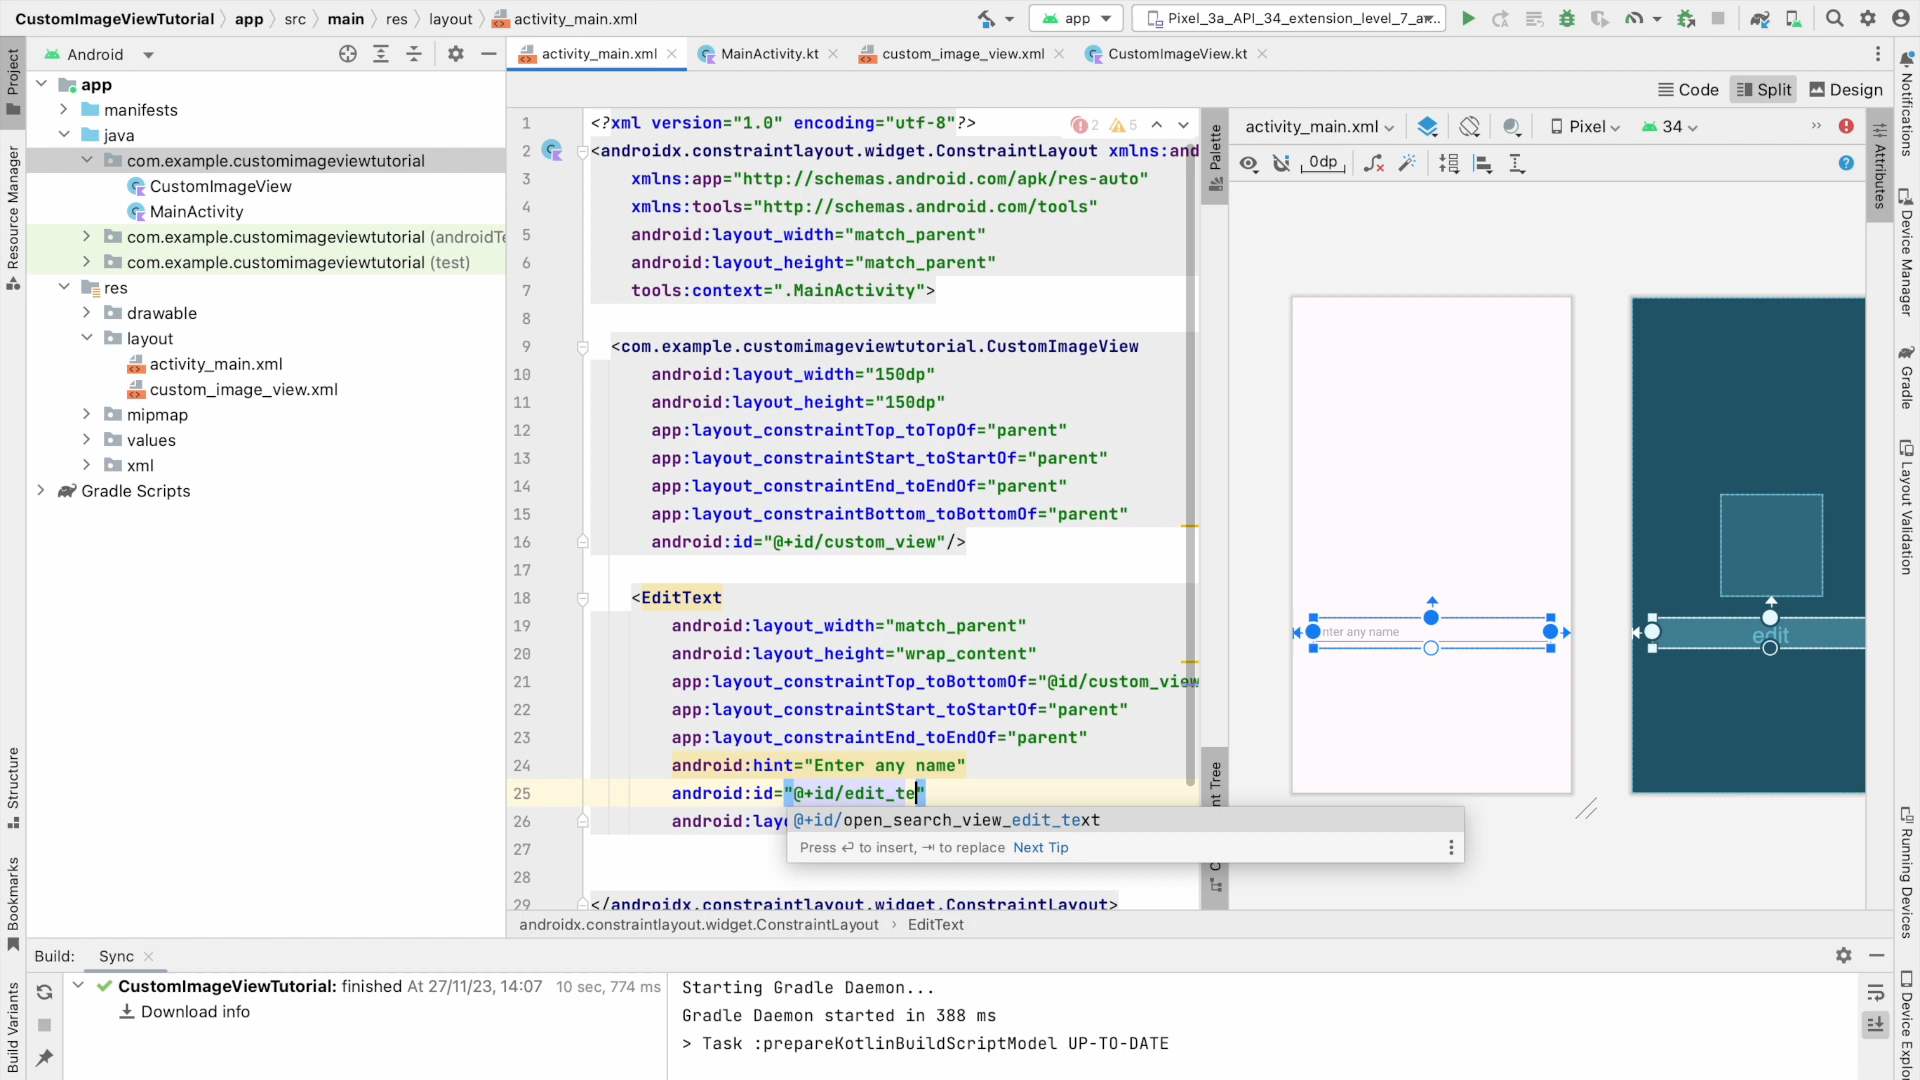 CustomImageViewTutorial 〉 app 〉 src 〉 main 〉 res 〉 layout 〉 activity_main.xml
app
Pixel_3a_API_34_extension_level_7_a...
Project
Resource Manager
Structure
Bookmarks
Build Variants
Android
app
manifests
java
com.example.customimageviewtutorial
CustomImageView
MainActivity
com.example.customimageviewtutorial (androidTe
com.example.customimageviewtutorial (test)
res
drawable
layout
activity_main.xml
custom_image_view.xml
mipmap
values
xml
Gradle Scripts
activity_main.xml
MainActivity.kt
custom_image_view.xml
CustomImageView.kt
Code
Split
Design
2
5
1 <?xml version="1.0" encoding="utf-8"?>
2 <androidx.constraintlayout.widget.ConstraintLayout xmlns:and
3 xmlns:app="http://schemas.android.com/apk/res-auto"
4 xmlns:tools="http://schemas.android.com/tools"
5 android:layout_width="match_parent"
6 android:layout_height="match_parent"
7 tools:context=".MainActivity">
8
9 <com.example.customimageviewtutorial.CustomImageView
10 android:layout_width="150dp"
11 android:layout_height="150dp"
12 app:layout_constraintTop_toTopOf="parent"
13 app:layout_constraintStart_toStartOf="parent"
14 app:layout_constraintEnd_toEndOf="parent"
15 app:layout_constraintBottom_toBottomOf="parent"
16 android:id="@+id/custom_view"/>
17
18 <EditText
19 android:layout_width="match_parent"
20 android:layout_height="wrap_content"
21 app:layout_constraintTop_toBottomOf="@id/custom_view
22 app:layout_constraintStart_toStartOf="parent"
23 app:layout_constraintEnd_toEndOf="parent"
24 android:hint="Enter any name"
25 android:id="@+id/edit_te"
26 android:lay
27
28
29 </androidx.constraintlayout.widget.ConstraintLayout>
@+id/open_search_view_edit_text
Press ↵ to insert, ⇥ to replace Next Tip
androidx.constraintlayout.widget.ConstraintLayout › EditText
Palette
nt Tree
activity_main.xml
Pixel
34
0dp
nter any name
edit
Attributes
Notifications
Device Manager
Gradle
Layout Validation
Running Devices
Device Explor
Build:
Sync
CustomImageViewTutorial: finished At 27/11/23, 14:07 10 sec, 774 ms
Download info
Starting Gradle Daemon...
Gradle Daemon started in 388 ms
> Task :prepareKotlinBuildScriptModel UP-TO-DATE